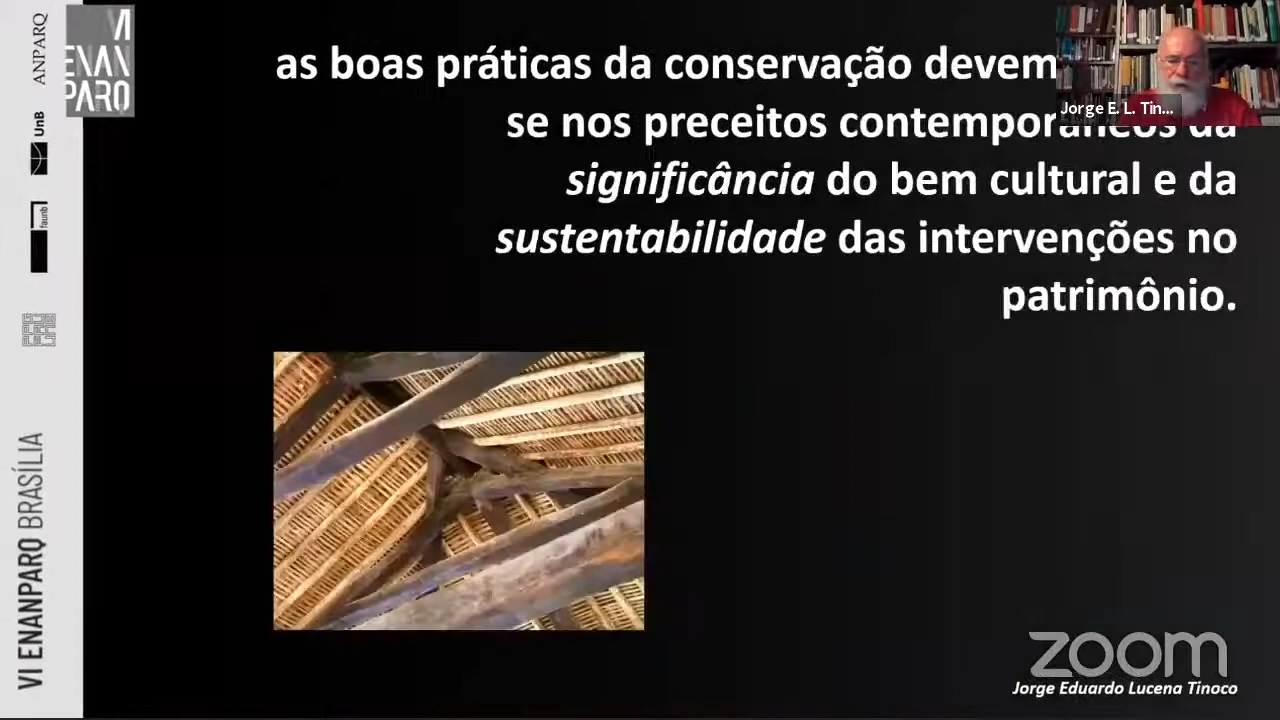 ANPARQ
VI
ENAN
PARQ
UnB
faunb
VI ENANPARQ BRASÍLIA
as boas práticas da conservação devem
Jorge E. L. Tin...
se nos preceitos contemporâneos da
significância do bem cultural e da
sustentabilidade das intervenções no
patrimônio.
zoom
Jorge Eduardo Lucena Tinoco